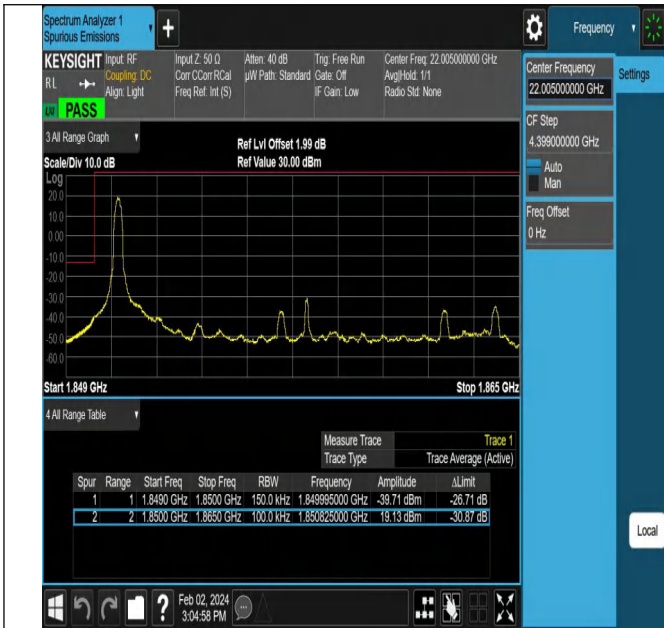 Spectrum Analyzer 1
Spurious Emissions
Frequency
KEYSIGHT Input: RF Input Z: 50 Ω Atten: 40 dB Trig: Free Run Center Freq: 22.005000000 GHz
RL Coupling: DC Corr CCorr RCal µW Path: Standard Gate: Off Avg|Hold: 1/1
Align: Light Freq Ref: Int (S) IF Gain: Low Radio Std: None
PASS
Center Frequency
22.005000000 GHz
Settings
CF Step
4.399000000 GHz
Auto
Man
Freq Offset
0 Hz
3 All Range Graph
Ref Lvl Offset 1.99 dB
Scale/Div 10.0 dB Ref Value 30.00 dBm
Log
20.0
10.0
0.00
-10.0
-20.0
-30.0
-40.0
-50.0
-60.0
Start 1.849 GHz Stop 1.865 GHz
4 All Range Table
Measure Trace Trace 1
Trace Type Trace Average (Active)
Spur Range Start Freq Stop Freq RBW Frequency Amplitude ΔLimit
1 1 1.8490 GHz 1.8500 GHz 150.0 kHz 1.849995000 GHz -39.71 dBm -26.71 dB
2 2 1.8500 GHz 1.8650 GHz 100.0 kHz 1.850825000 GHz 19.13 dBm -30.87 dB
Local
Feb 02, 2024
3:04:58 PM